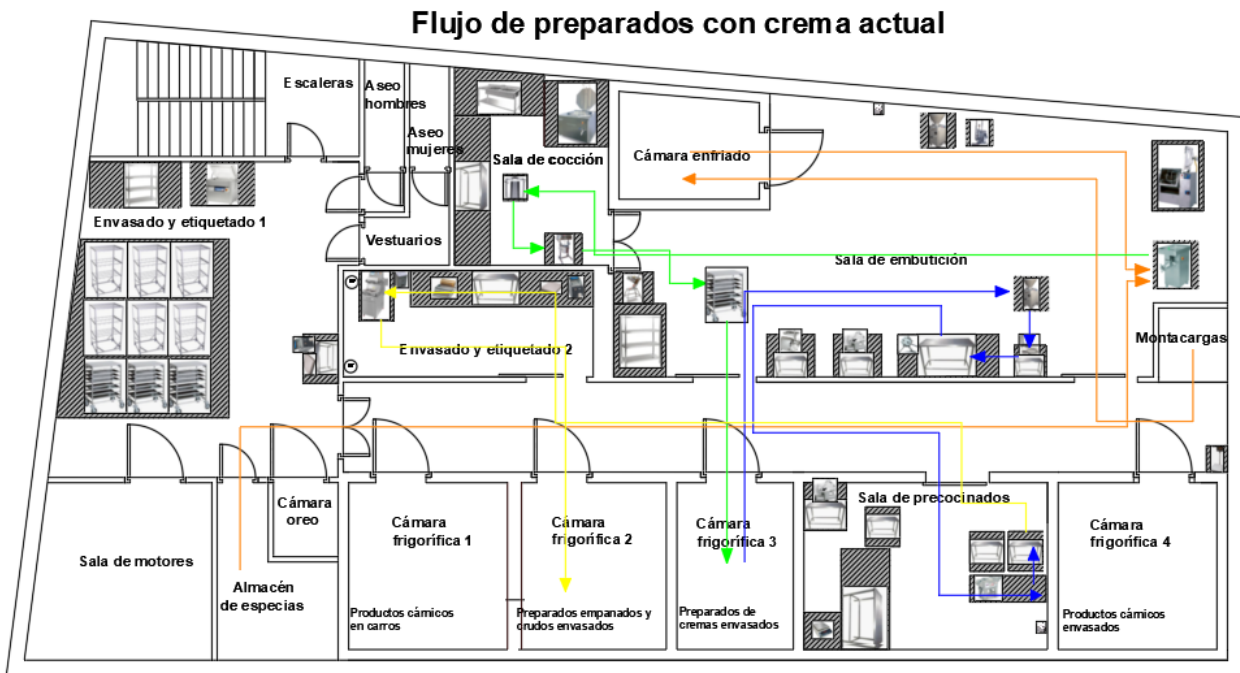 Flujo de preparados con crema actual
Escaleras
Aseo
hombres
Aseo
mujeres
Sala de cocción
Cámara enfriado
Envasado y etiquetado 1
Vestuarios
Sala de embutición
Montacargas
Envasado y etiquetado 2
Cámara
oreo
Sala de precocinados
Cámara
frigorífica 1
Cámara
frigorífica 2
Cámara
frigorífica 3
Cámara
frigorífica 4
Sala de motores
Almacén
de especias
Productos cárnicos
en carros
Preparados empanados y
crudos envasados
Preparados de
cremas envasados
Productos cárnicos
envasados